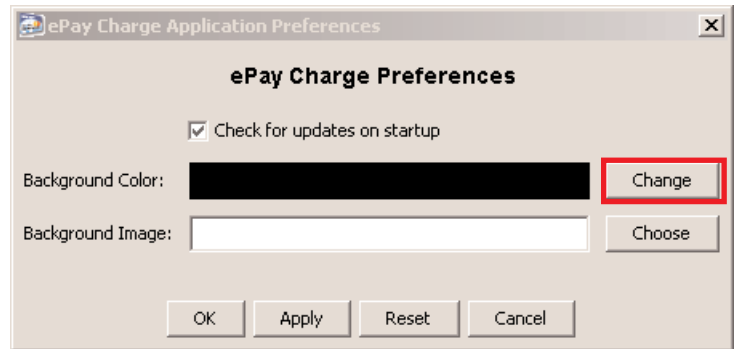 ePay Charge Application Preferences
ePay Charge Preferences
Check for updates on startup
Background Color: Change
Background Image: Choose
OK Apply Reset Cancel